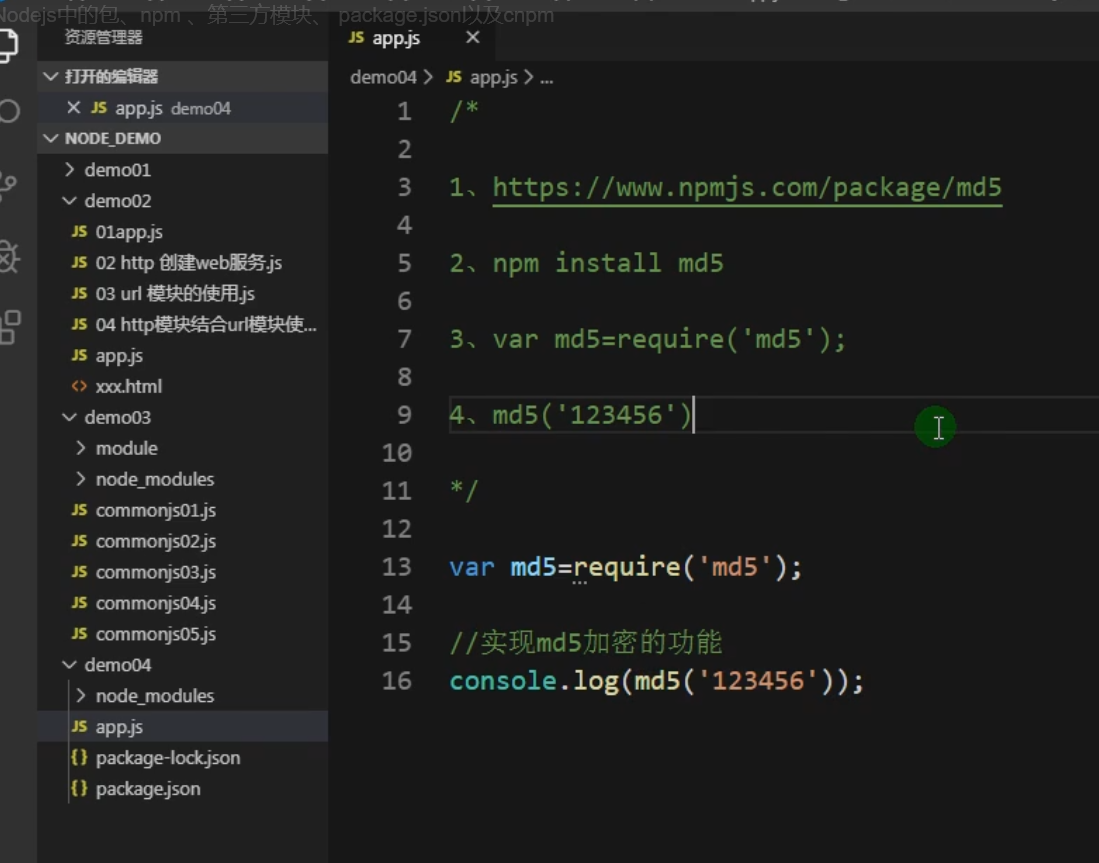 Nodejs中的包、npm 、第三方模块、 package.json以及cnpm
资源管理器
打开的编辑器
JS app.js demo04
NODE_DEMO
demo01
demo02
JS 01app.js
JS 02 http 创建web服务.js
JS 03 url 模块的使用.js
JS 04 http模块结合url模块使...
JS app.js
<> xxx.html
demo03
module
node_modules
JS commonjs01.js
JS commonjs02.js
JS commonjs03.js
JS commonjs04.js
JS commonjs05.js
demo04
node_modules
JS app.js
{} package-lock.json
{} package.json
JS app.js
demo04 > JS app.js > ...
1 /*
2
3 1、https://www.npmjs.com/package/md5
4
5 2、npm install md5
6
7 3、var md5=require('md5');
8
9 4、md5('123456')
10
11 */
12
13 var md5=require('md5');
14
15 //实现md5加密的功能
16 console.log(md5('123456'));